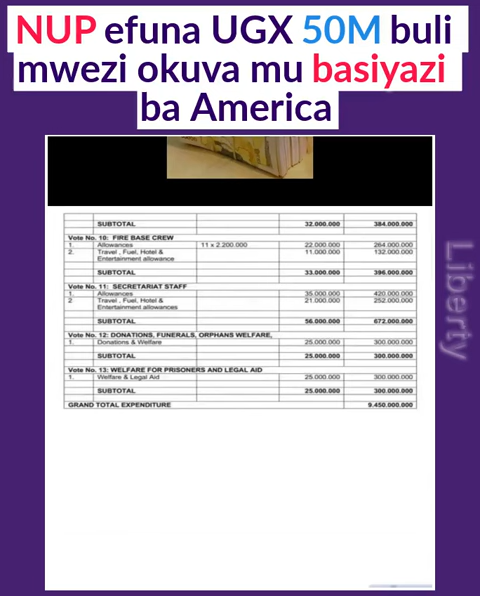 NUP efuna UGX 50M buli
mwezi okuva mu basiyazi
ba America
SUBTOTAL 32.000.000 384.000.000
Vote No. 10: FIRE BASE CREW
1. Allowances 11 x 2.200.000 22.000.000 264.000.000
2. Travel , Fuel, Hotel & 11.000.000 132.000.000
Entertainment allowance
SUBTOTAL 33.000.000 396.000.000
Vote No. 11: SECRETARIAT STAFF
1. Allowances 35.000.000 420.000.000
2 Travel , Fuel, Hotel & 21.000.000 252.000.000
Entertainment allowances
SUBTOTAL 56.000.000 672.000.000
Vote No. 12: DONATIONS, FUNERALS, ORPHANS WELFARE,
1. Donations & Welfare 25.000.000 300.000.000
SUBTOTAL 25.000.000 300.000.000
Vote No. 13: WELFARE FOR PRISONERS AND LEGAL AID
1. Welfare & Legal Aid 25.000.000 300.000.000
SUBTOTAL 25.000.000 300.000.000
GRAND TOTAL EXPENDITURE 9.450.000.000
Liberty